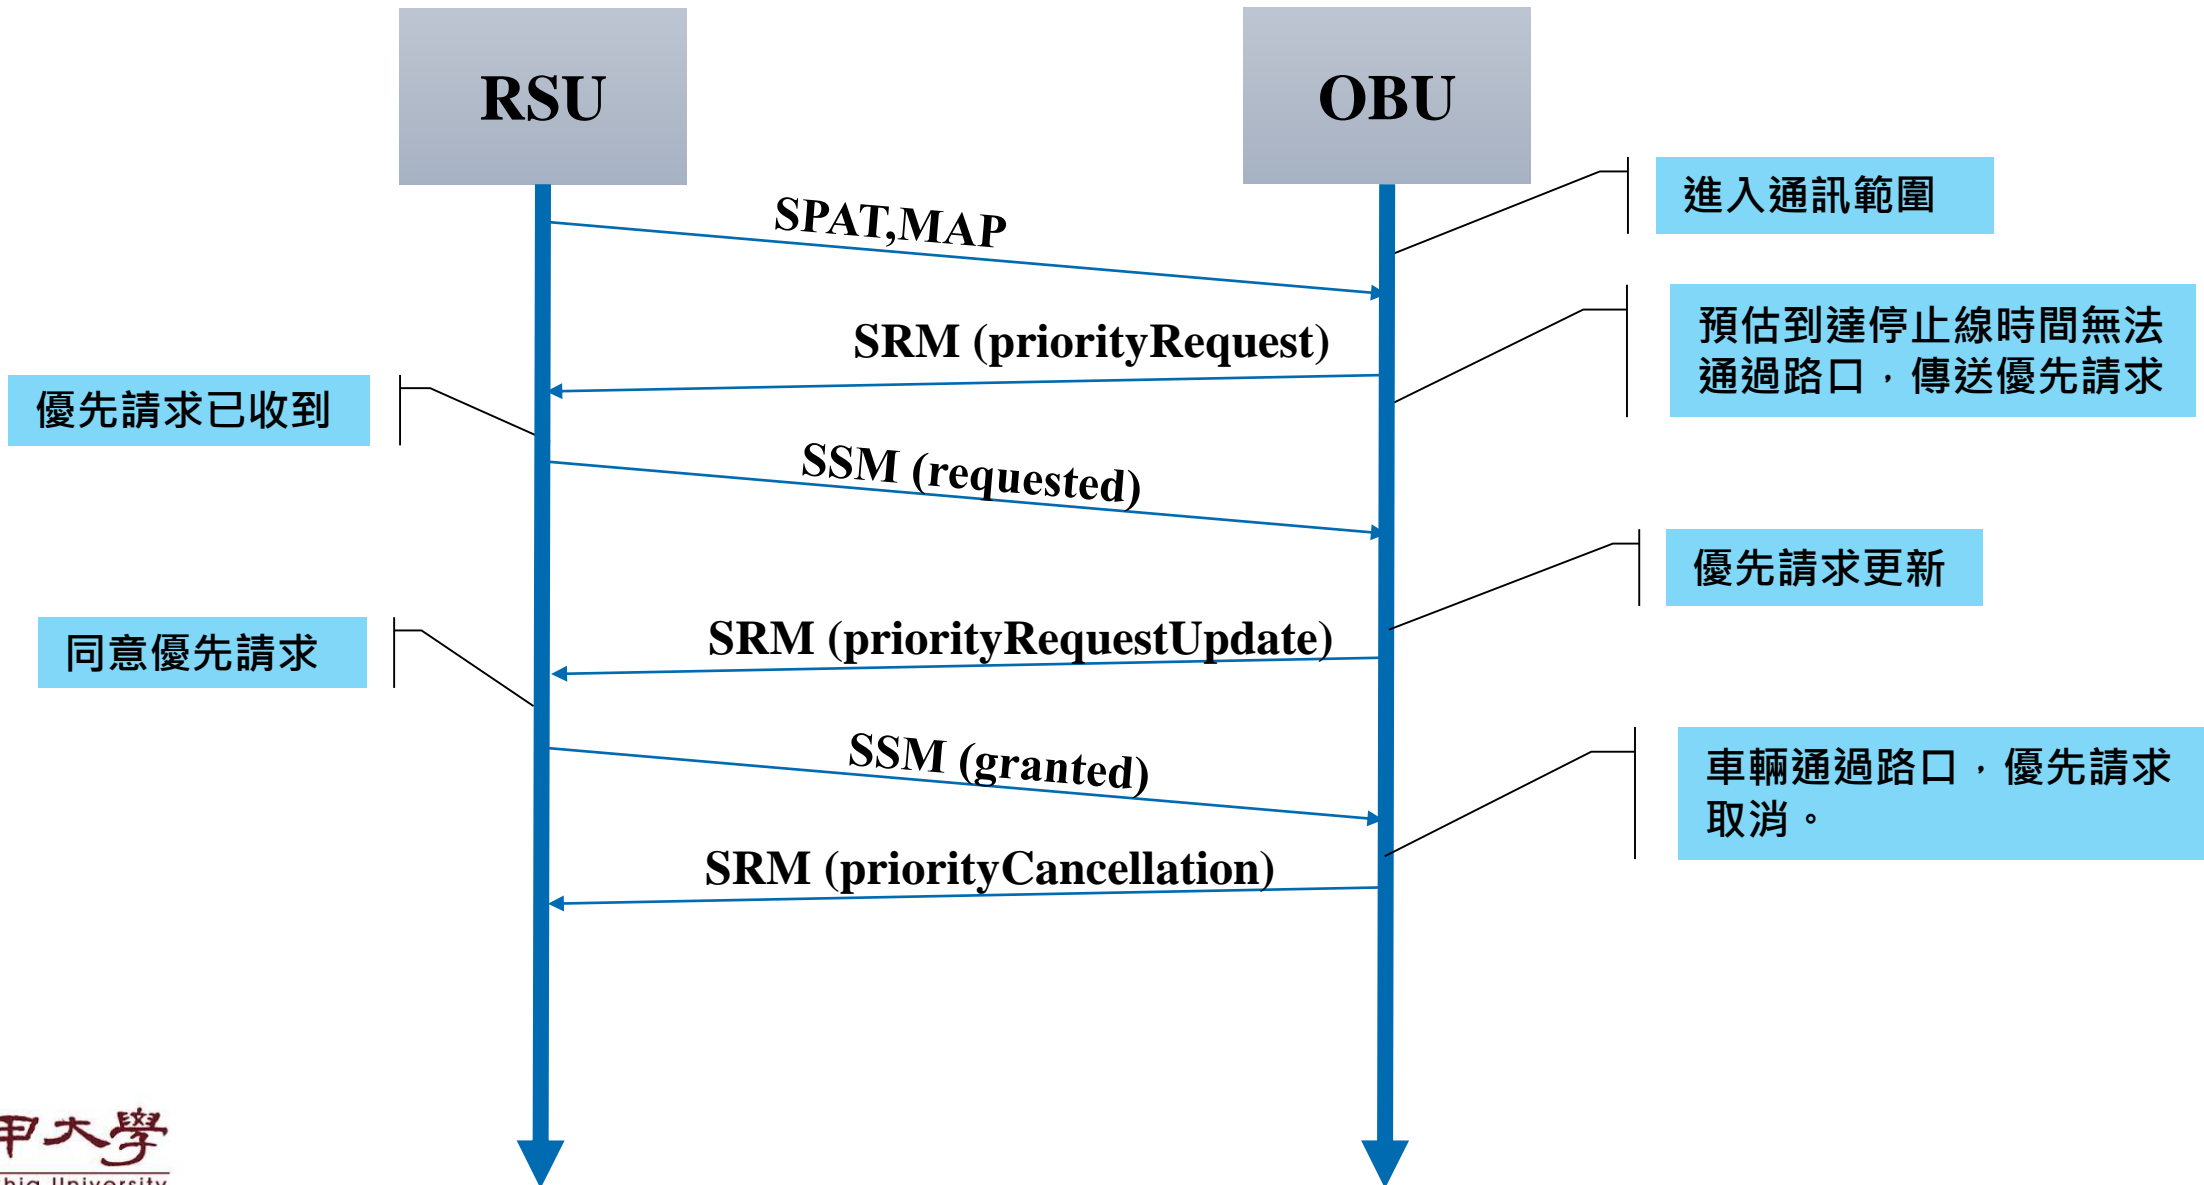 RSU
OBU
SPAT,MAP
進入通訊範圍
SRM (priorityRequest)
預估到達停止線時間無法
通過路口，傳送優先請求
優先請求已收到
SSM (requested)
優先請求更新
SRM (priorityRequestUpdate)
同意優先請求
SSM (granted)
車輛通過路口，優先請求
取消。
SRM (priorityCancellation)
甲大學
University